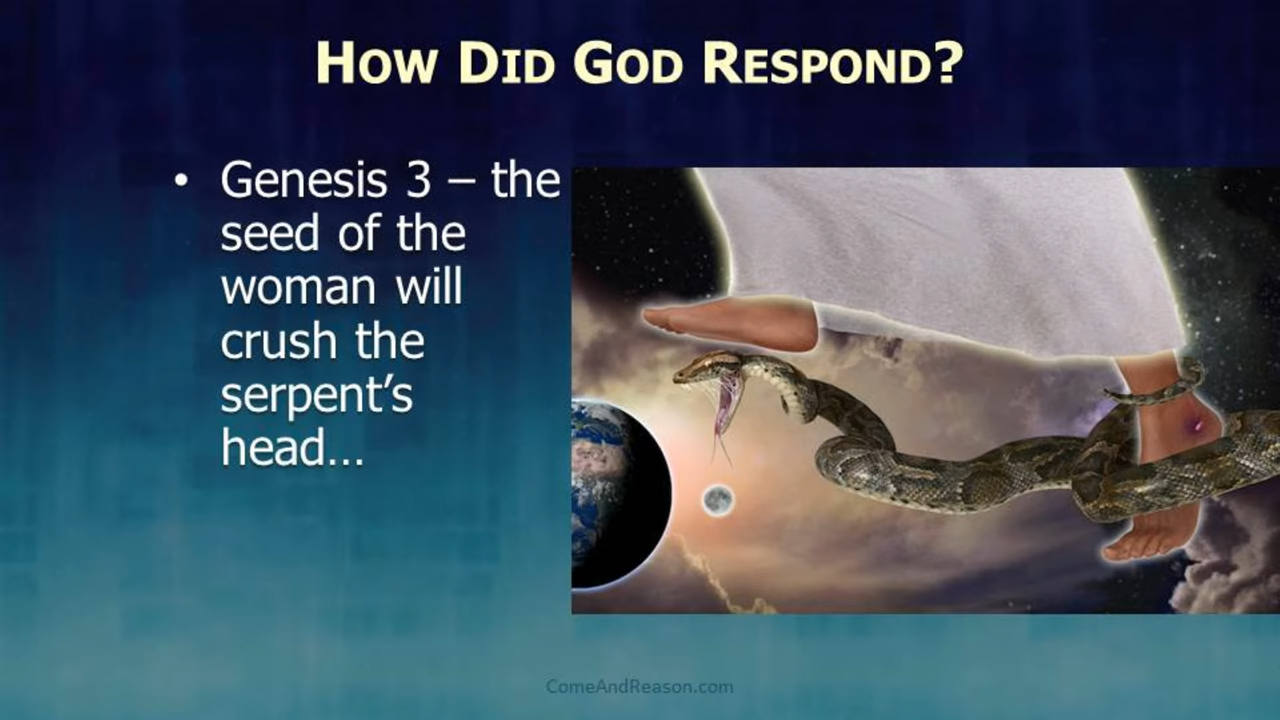 HOW DID GOD RESPOND?
• Genesis 3 – the
seed of the
woman will
crush the
serpent’s
head…
ComeAndReason.com